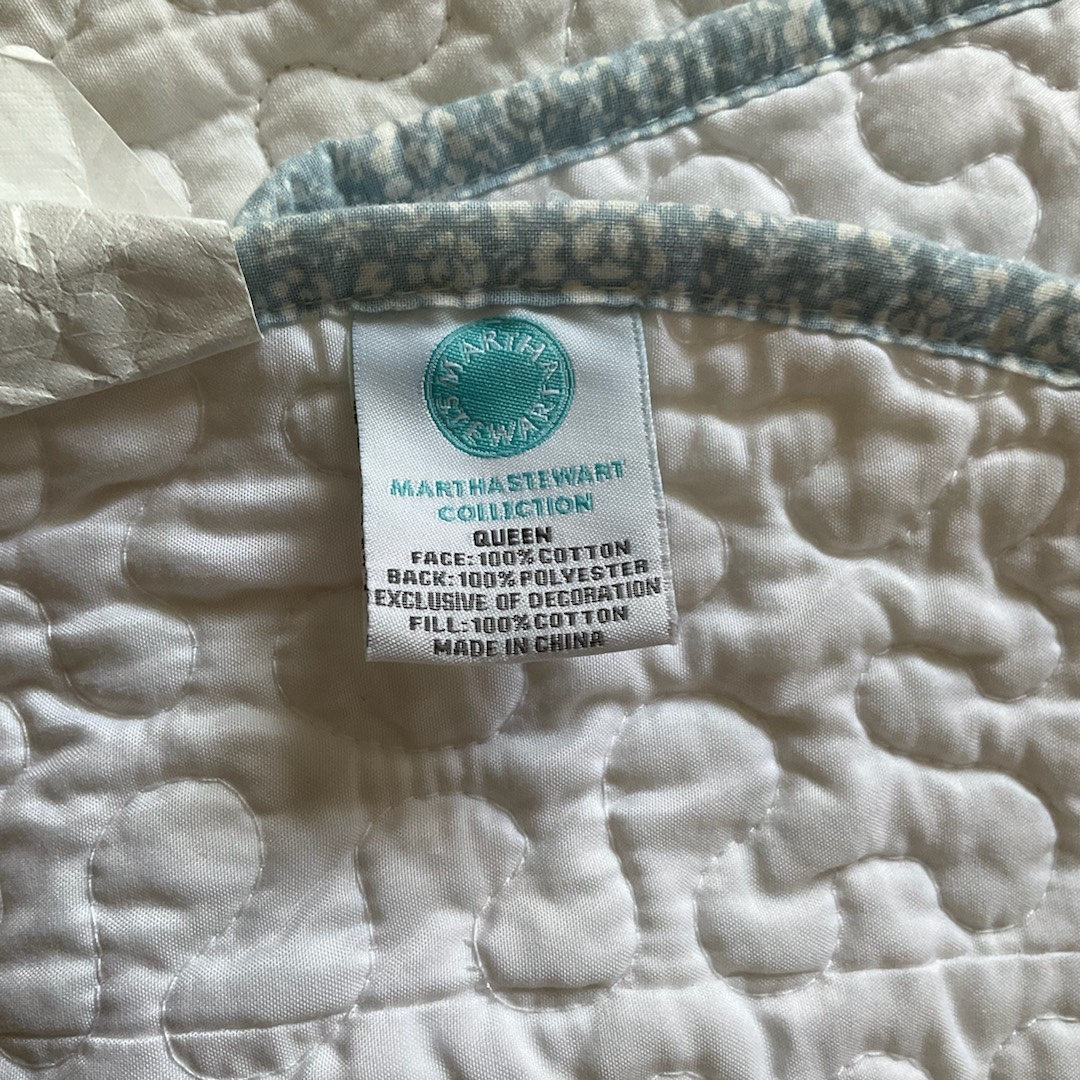 MARTHA STEWART
MARTHASTEWART
COLLECTION
QUEEN
FACE:100% COTTON
BACK:100% POLYESTER
EXCLUSIVE OF DECORATION
FILL:100% COTTON
MADE IN CHINA